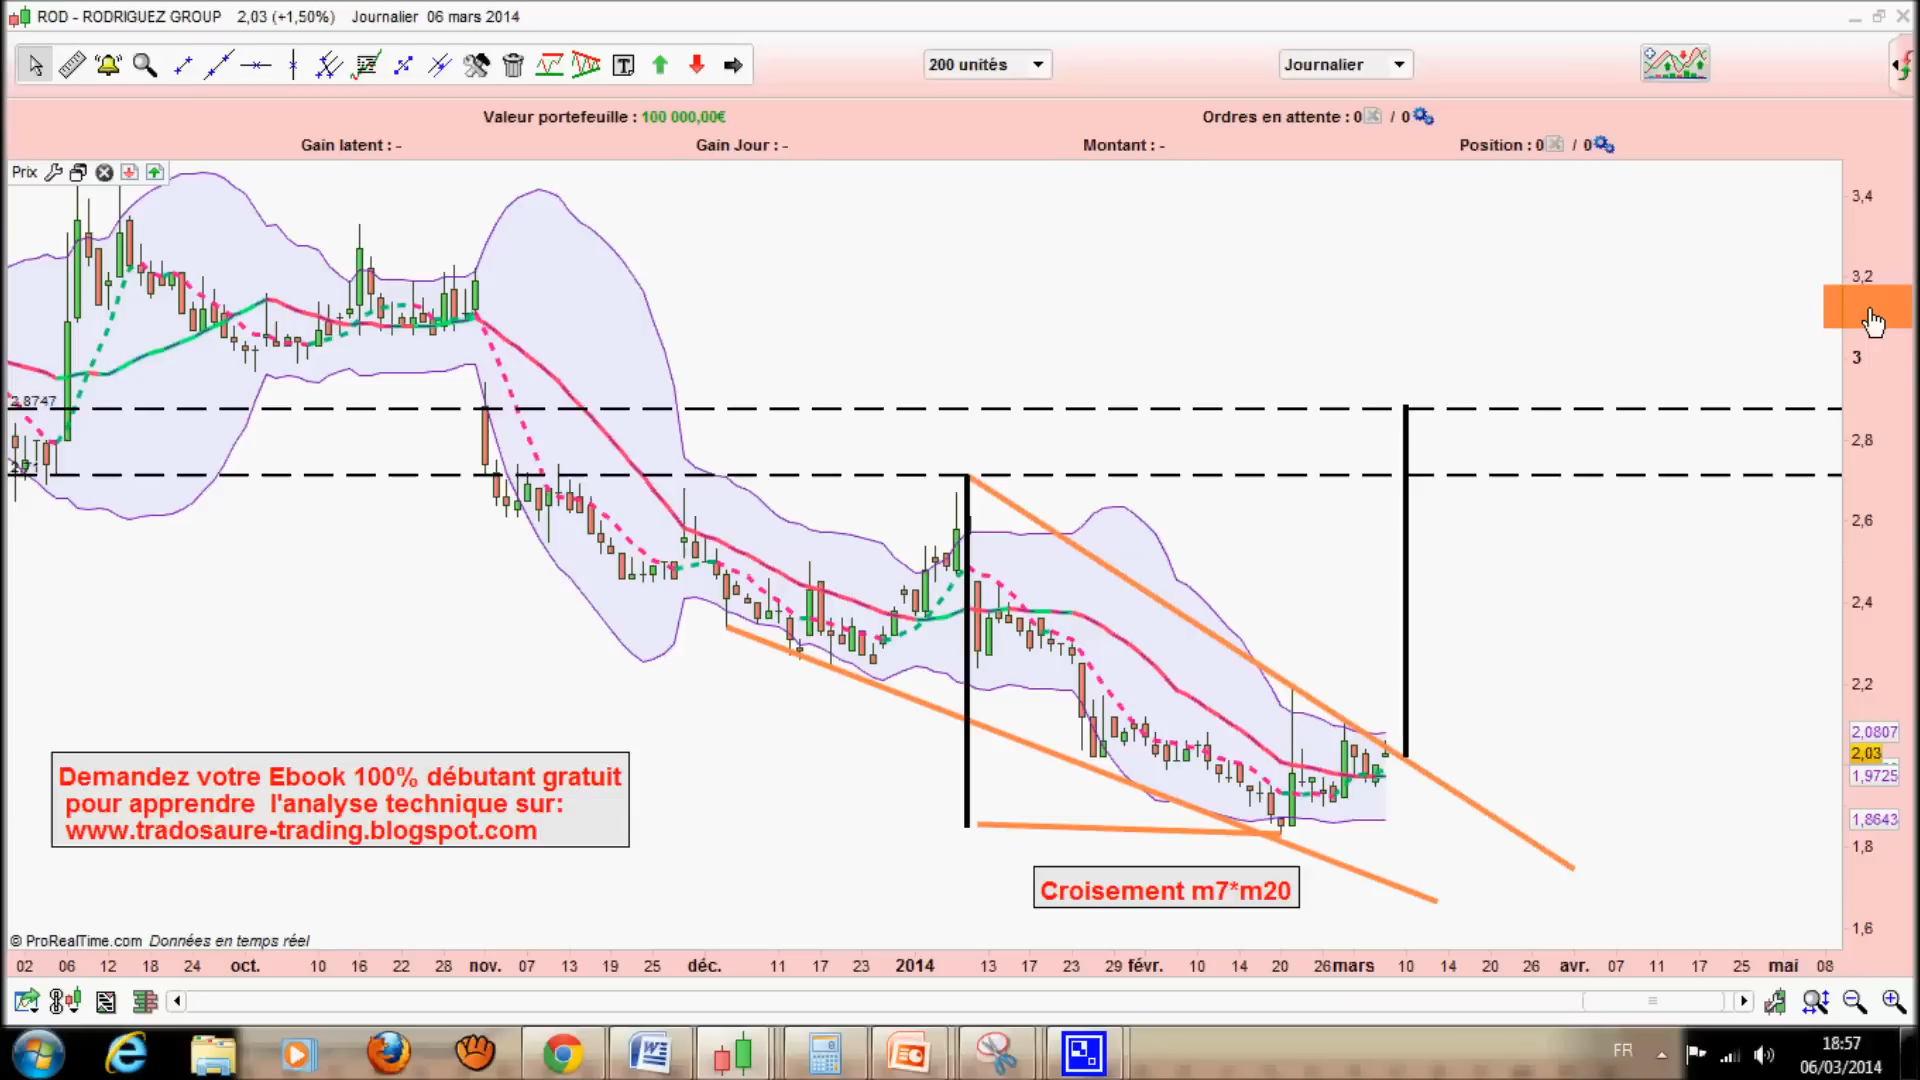 ROD - RODRIGUEZ GROUP 2,03 (+1,50%) Journalier 06 mars 2014
200 unités Journalier
Valeur portefeuille : 100 000,00€ Ordres en attente : 0 / 0
Gain latent : - Gain Jour : - Montant : - Position : 0 / 0
Prix
3,4
3,2
3
2,8747
2,8
2,6
2,4
2,2
2,0807
2,03
1,9725
1,8643
1,8
1,6
Demandez votre Ebook 100% débutant gratuit
pour apprendre l'analyse technique sur:
www.tradosaure-trading.blogspot.com
Croisement m7*m20
© ProRealTime.com Données en temps réel
02 06 12 18 24 oct. 10 16 22 28 nov. 07 13 19 25 déc. 11 17 23 2014 13 17 23 29 févr. 10 14 20 26 mars 10 14 20 26 avr. 07 11 17 25 mai 08
FR
18:57
06/03/2014